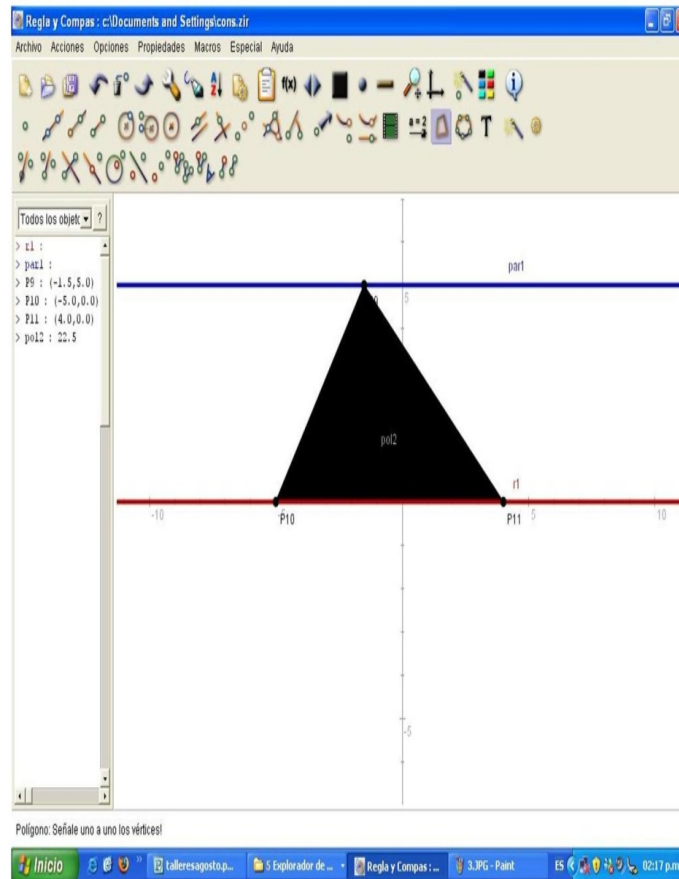 Regla y Compas : c:\Documents and Settings\cons.zir
Archivo Acciones Opciones Propiedades Macros Especial Ayuda
f(x)
a=2
T
Todos los objetc ?
> r1 :
> par1 :
> P9 : (-1.5,5.0)
> P10 : (-5.0,0.0)
> P11 : (4.0,0.0)
> pol2 : 22.5
par1
5
pol2
r1
-10 P10 P11 5 10
-5
Polígono: Señale uno a uno los vértices!
Inicio talleresagosto.p... 5 Explorador de ... Regla y Compas : ... 3.JPG - Paint ES 02:17 p.m.